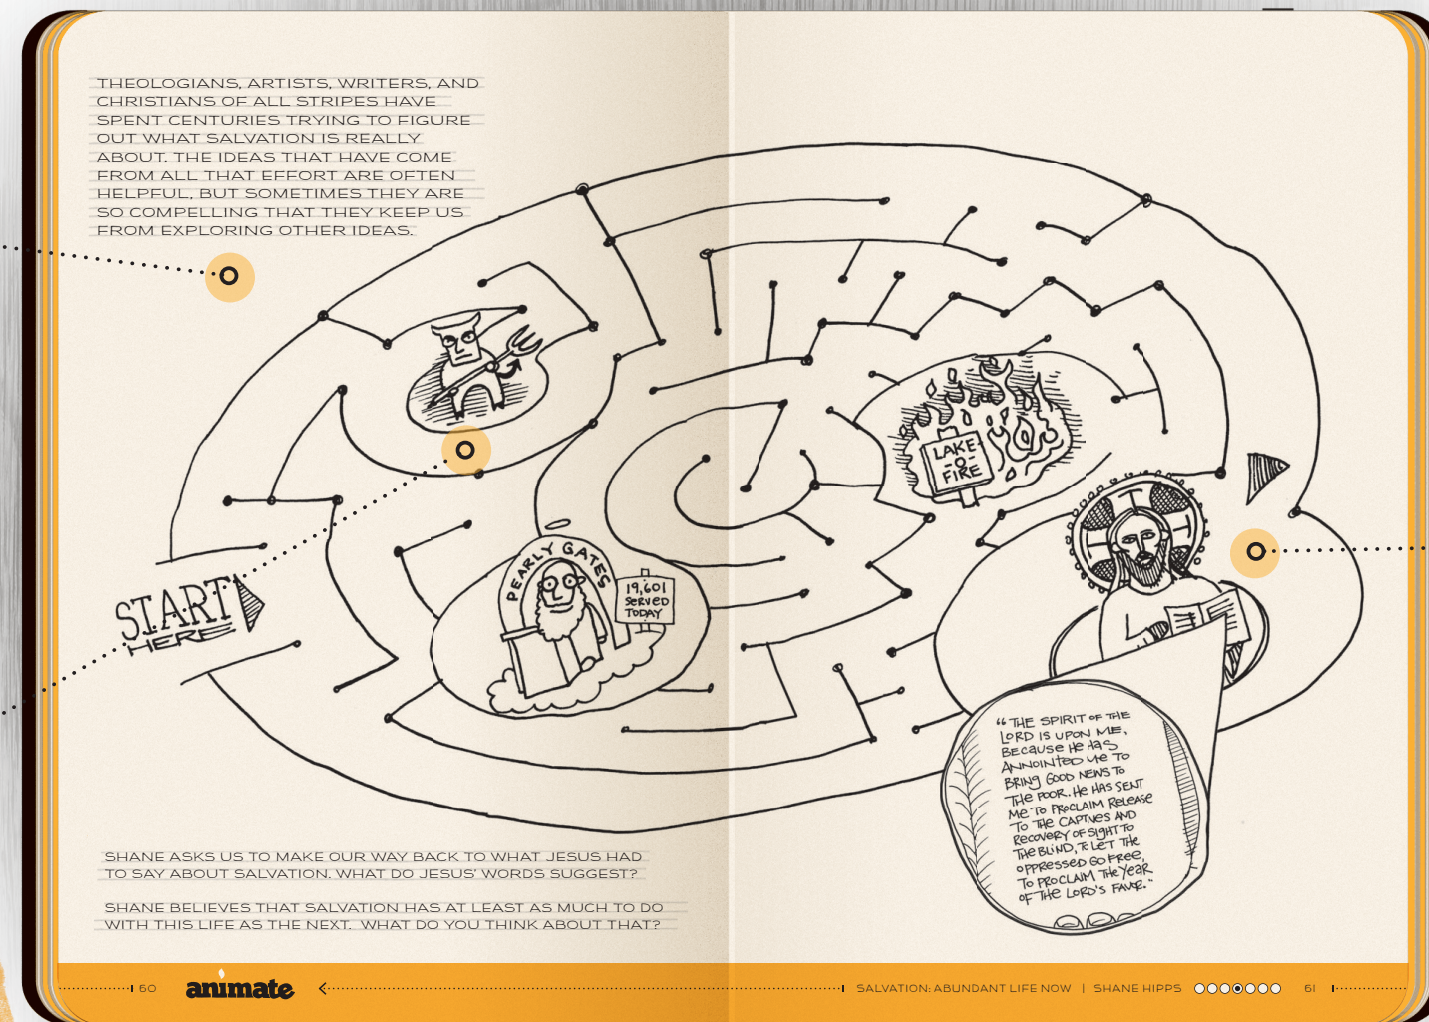 THEOLOGIANS, ARTISTS, WRITERS, AND
CHRISTIANS OF ALL STRIPES HAVE
SPENT CENTURIES TRYING TO FIGURE
OUT WHAT SALVATION IS REALLY
ABOUT. THE IDEAS THAT HAVE COME
FROM ALL THAT EFFORT ARE OFTEN
HELPFUL, BUT SOMETIMES THEY ARE
SO COMPELLING THAT THEY KEEP US
FROM EXPLORING OTHER IDEAS.
LAKE
-O-
FIRE
PEARLY GATES
19,601
SERVED
TODAY
START
HERE
"THE SPIRIT OF THE
LORD IS UPON ME,
BECAUSE HE HAS
ANNOINTED ME TO
BRING GOOD NEWS TO
THE POOR. HE HAS SENT
ME TO PROCLAIM RELEASE
TO THE CAPTIVES AND
RECOVERY OF SIGHT TO
THE BLIND, TO LET THE
OPPRESSED GO FREE,
TO PROCLAIM THE YEAR
OF THE LORD'S FAVOR."
SHANE ASKS US TO MAKE OUR WAY BACK TO WHAT JESUS HAD
TO SAY ABOUT SALVATION. WHAT DO JESUS' WORDS SUGGEST?
SHANE BELIEVES THAT SALVATION HAS AT LEAST AS MUCH TO DO
WITH THIS LIFE AS THE NEXT. WHAT DO YOU THINK ABOUT THAT?
60
animate
SALVATION: ABUNDANT LIFE NOW | SHANE HIPPS
61